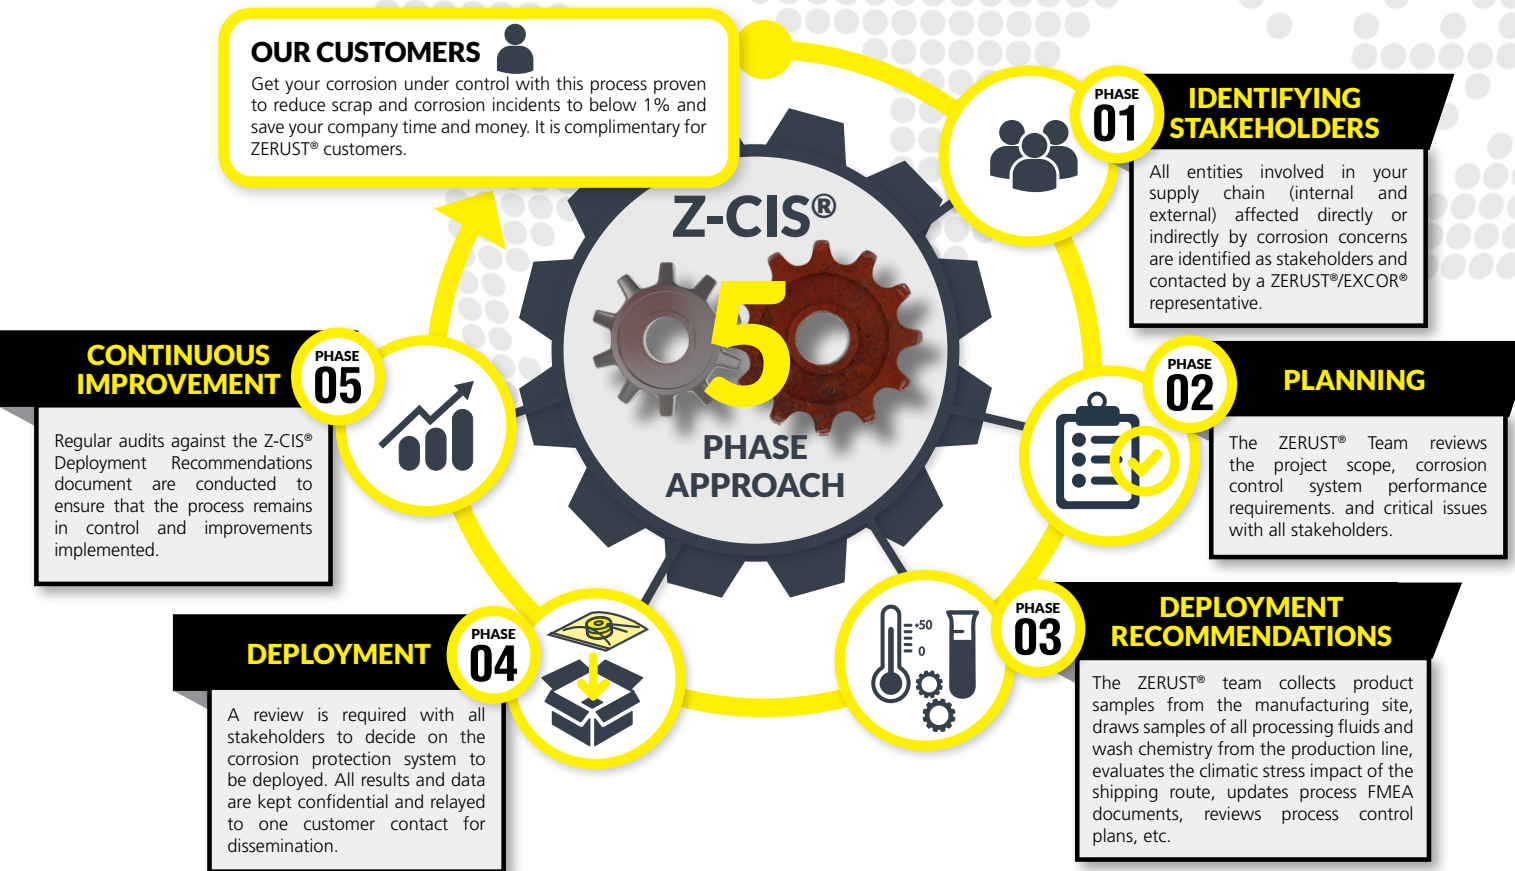 OUR CUSTOMERS
Get your corrosion under control with this process proven
to reduce scrap and corrosion incidents to below 1% and
save your company time and money. It is complimentary for
ZERUST® customers.
Z-CIS®
5
PHASE
APPROACH
PHASE
01
IDENTIFYING
STAKEHOLDERS
All entities involved in your
supply chain (internal and
external) affected directly or
indirectly by corrosion concerns
are identified as stakeholders and
contacted by a ZERUST®/EXCOR®
representative.
PHASE
02
PLANNING
The ZERUST® Team reviews
the project scope, corrosion
control system performance
requirements. and critical issues
with all stakeholders.
PHASE
03
DEPLOYMENT
RECOMMENDATIONS
The ZERUST® team collects product
samples from the manufacturing site,
draws samples of all processing fluids and
wash chemistry from the production line,
evaluates the climatic stress impact of the
shipping route, updates process FMEA
documents, reviews process control
plans, etc.
+50
0
PHASE
04
DEPLOYMENT
A review is required with all
stakeholders to decide on the
corrosion protection system to
be deployed. All results and data
are kept confidential and relayed
to one customer contact for
dissemination.
PHASE
05
CONTINUOUS
IMPROVEMENT
Regular audits against the Z-CIS®
Deployment Recommendations
document are conducted to
ensure that the process remains
in control and improvements
implemented.